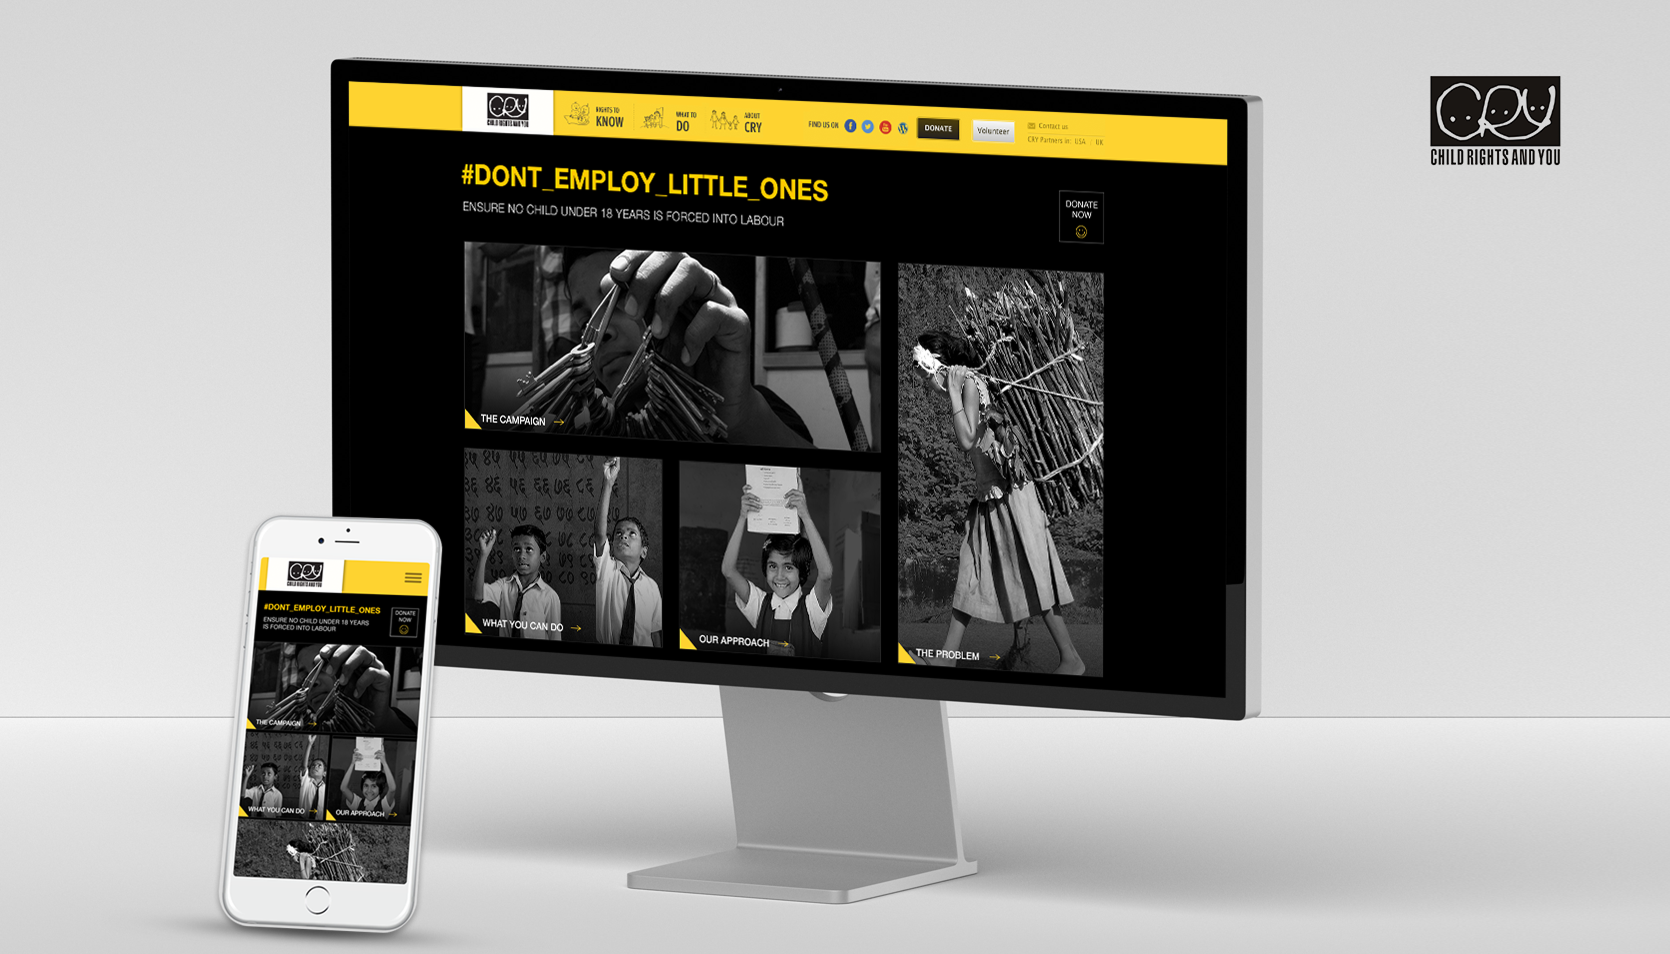 CRY
CHILD RIGHTS AND YOU
RIGHTS TO
KNOW
WHAT TO
DO
ABOUT
CRY
FIND US ON
DONATE
Volunteer
Contact us
CRY Partners in: USA / UK
#DONT_EMPLOY_LITTLE_ONES
ENSURE NO CHILD UNDER 18 YEARS IS FORCED INTO LABOUR
DONATE
NOW
THE CAMPAIGN
WHAT YOU CAN DO
OUR APPROACH
THE PROBLEM
CRY
CHILD RIGHTS AND YOU
CRY
CHILD RIGHTS AND YOU
#DONT_EMPLOY_LITTLE_ONES
ENSURE NO CHILD UNDER 18 YEARS
IS FORCED INTO LABOUR
DONATE
NOW
THE CAMPAIGN
WHAT YOU CAN DO
OUR APPROACH